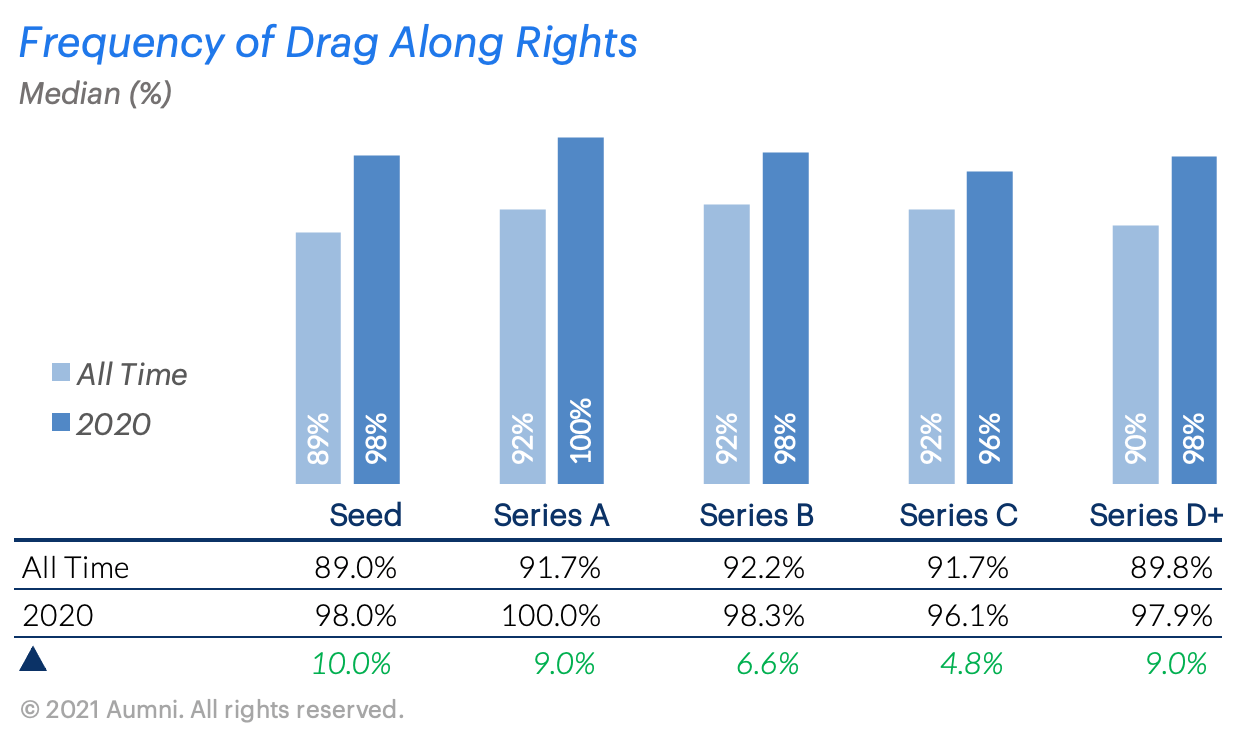 Frequency of Drag Along Rights
Median (%)
All Time
2020
89% 98% 92% 100% 92% 98% 92% 96% 90% 98%
Seed Series A Series B Series C Series D+
All Time 89.0% 91.7% 92.2% 91.7% 89.8%
2020 98.0% 100.0% 98.3% 96.1% 97.9%
10.0% 9.0% 6.6% 4.8% 9.0%
© 2021 Aumni. All rights reserved.